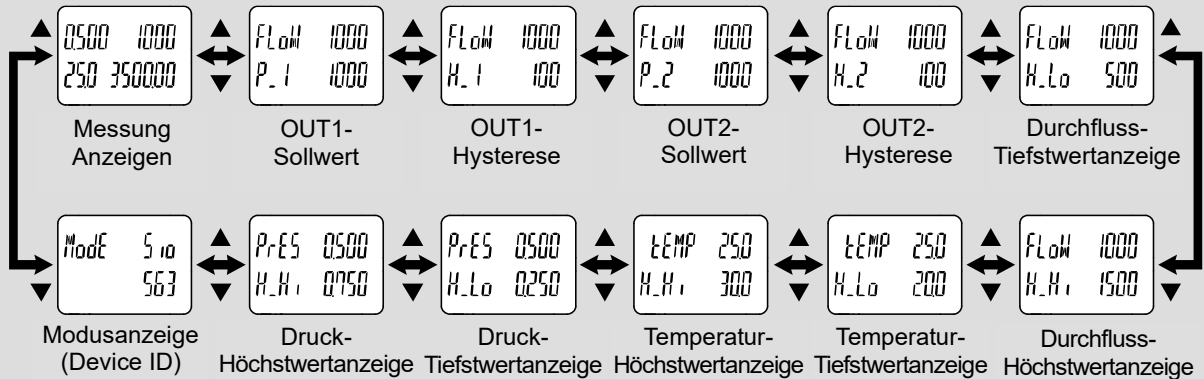 0.500 1000
25.0 3500.00
Messung
Anzeigen
FLoW 1000
P_1 1000
OUT1-
Sollwert
FLoW 1000
H_1 100
OUT1-
Hysterese
FLoW 1000
P_2 1000
OUT2-
Sollwert
FLoW 1000
H_2 100
OUT2-
Hysterese
FLoW 1000
H_Lo 500
Durchfluss-
Tiefstwertanzeige
ModE Sio
563
Modusanzeige
(Device ID)
PrES 0.500
H_Hi 0.750
Druck-
Höchstwertanzeige
PrES 0.500
H_Lo 0.250
Druck-
Tiefstwertanzeige
tEMP 25.0
H_Hi 30.0
Temperatur-
Höchstwertanzeige
tEMP 25.0
H_Lo 20.0
Temperatur-
Tiefstwertanzeige
FLoW 1000
H_Hi 1500
Durchfluss-
Höchstwertanzeige